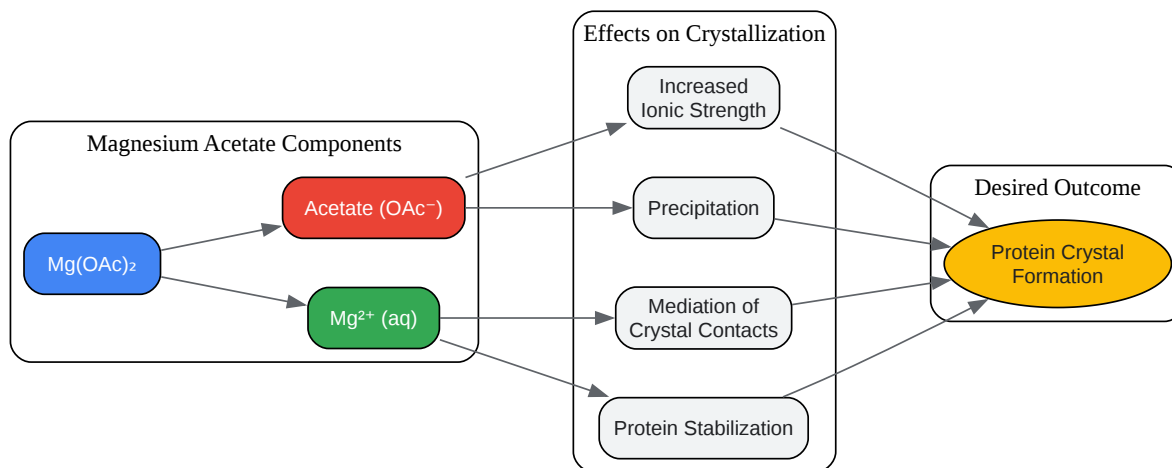 Magnesium Acetate Components
Mg(OAc)₂
Acetate (OAc⁻)
Mg²⁺ (aq)
Effects on Crystallization
Increased
Ionic Strength
Precipitation
Mediation of
Crystal Contacts
Protein Stabilization
Desired Outcome
Protein Crystal
Formation